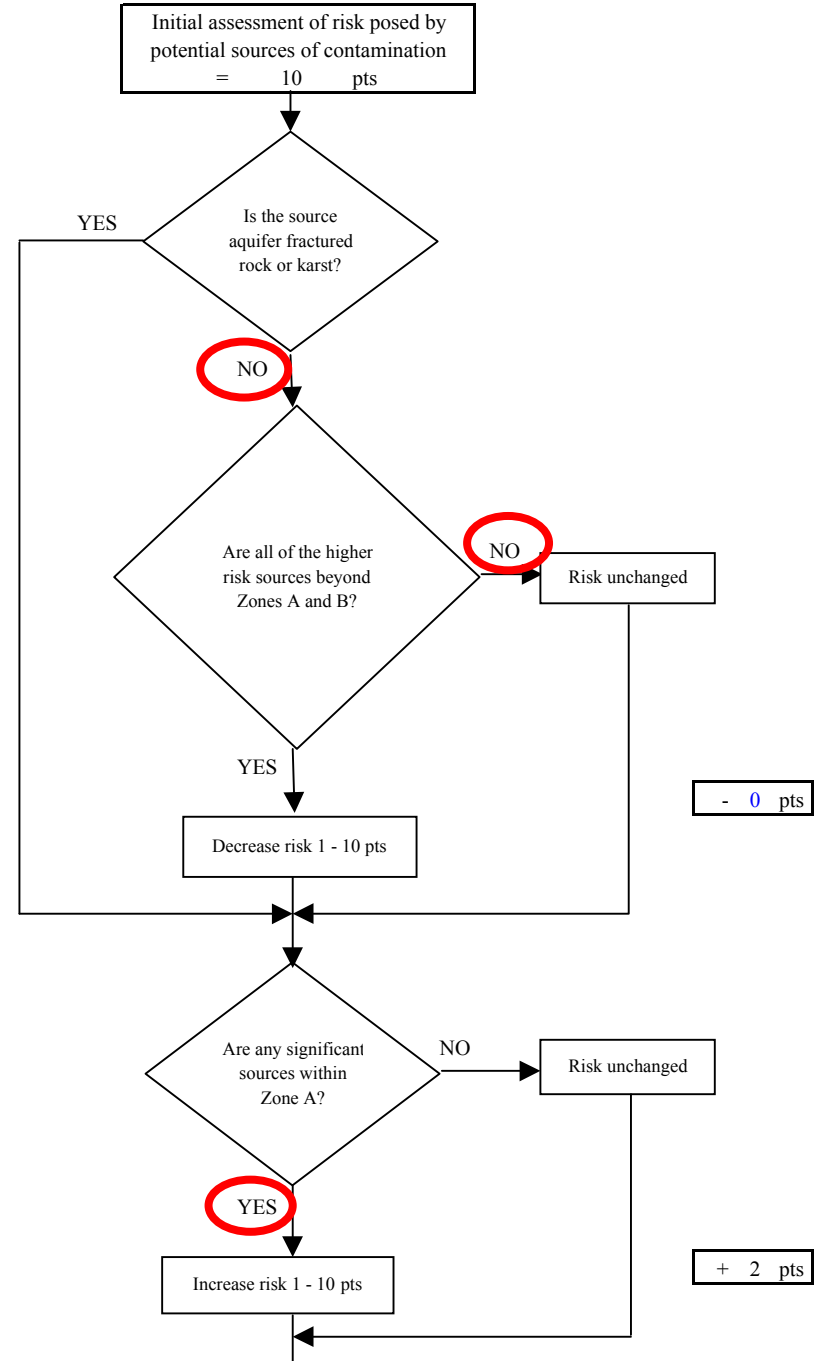 Initial assessment of risk posed by
potential sources of contamination
= 10 pts
YES
Is the source
aquifer fractured
rock or karst?
NO
Are all of the higher
risk sources beyond
Zones A and B?
NO
Risk unchanged
YES
- 0 pts
Decrease risk 1 - 10 pts
Are any significant
sources within
Zone A?
NO
Risk unchanged
YES
+ 2 pts
Increase risk 1 - 10 pts